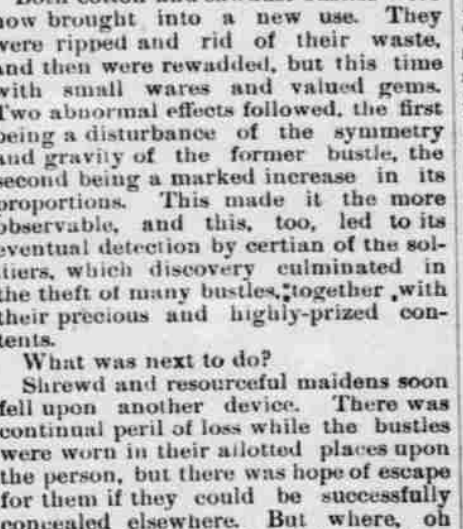 now brought into a new use. They
were ripped and rid of their waste,
and then were rewadded, but this time
with small wares and valued gems.
Two abnormal effects followed, the first
being a disturbance of the symmetry
and gravity of the former bustle, the
second being a marked increase in its
proportions. This made it the more
observable, and this, too, led to its
eventual detection by certian of the sol-
diers, which discovery culminated in
the theft of many bustles, together with
their precious and highly-prized con-
tents.
What was next to do?
Shrewd and resourceful maidens soon
fell upon another device. There was
continual peril of loss while the bustles
were worn in their allotted places upon
the person, but there was hope of escape
for them if they could be successfully
concealed elsewhere. But where, oh